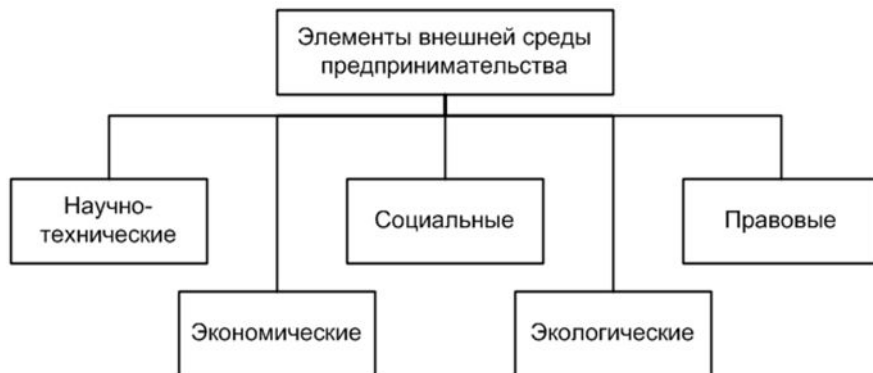 Элементы внешней среды
предпринимательства
Научно-
технические
Социальные
Правовые
Экономические
Экологические